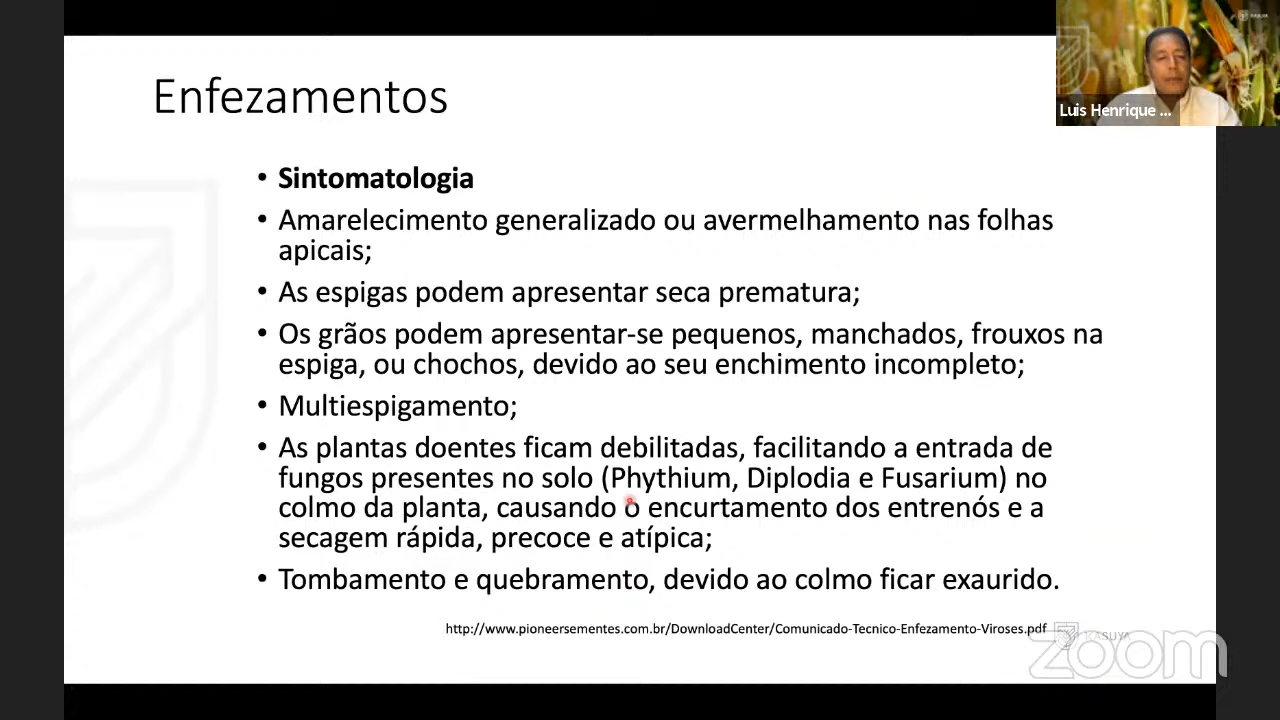 Enfezamentos
Luis Henrique ...
• Sintomatologia
• Amarelecimento generalizado ou avermelhamento nas folhas
apicais;
• As espigas podem apresentar seca prematura;
• Os grãos podem apresentar-se pequenos, manchados, frouxos na
espiga, ou chochos, devido ao seu enchimento incompleto;
• Multiespigamento;
• As plantas doentes ficam debilitadas, facilitando a entrada de
fungos presentes no solo (Phythium, Diplodia e Fusarium) no
colmo da planta, causando o encurtamento dos entrenós e a
secagem rápida, precoce e atípica;
• Tombamento e quebramento, devido ao colmo ficar exaurido.
http://www.pioneersementes.com.br/DownloadCenter/Comunicado-Tecnico-Enfezamento-Viroses.pdf
KASUYA
zoom